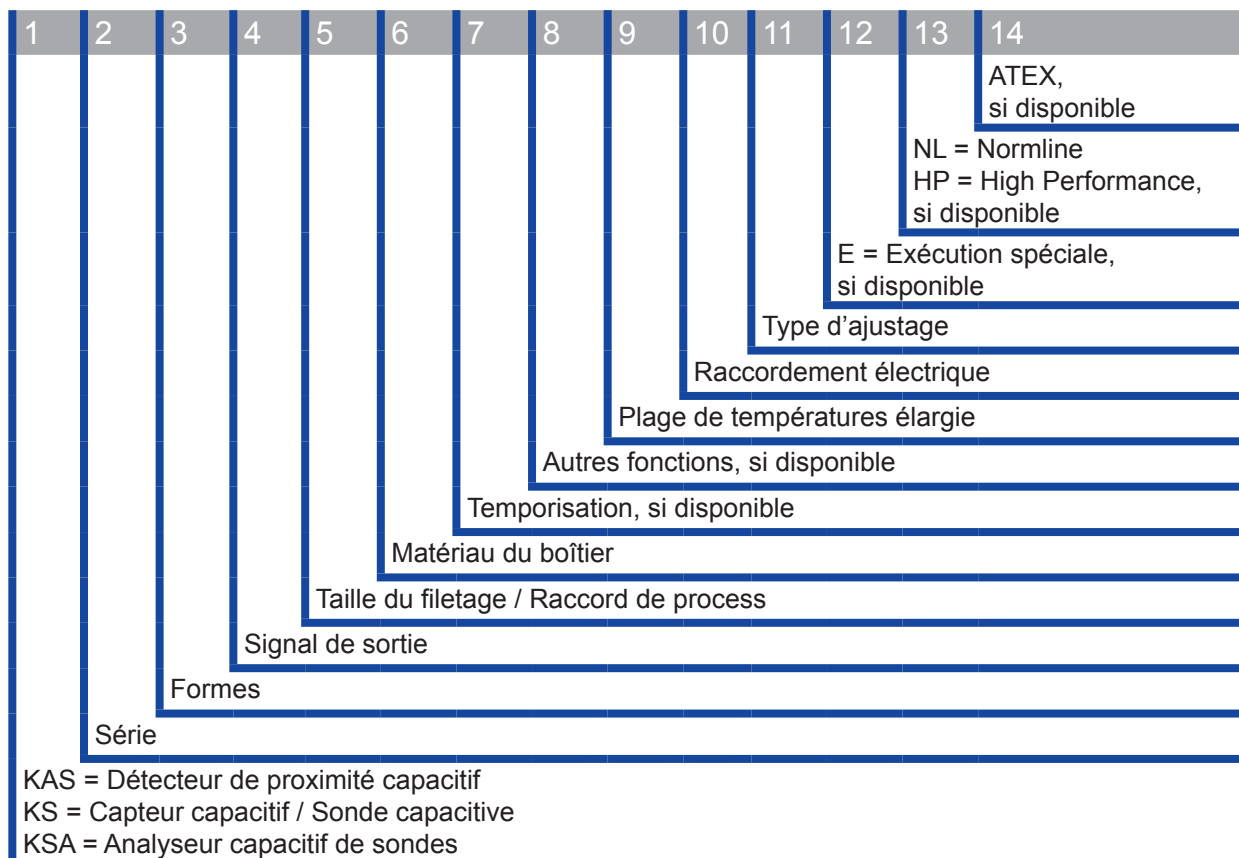 1 2 3 4 5 6 7 8 9 10 11 12 13 14
ATEX,
si disponible
NL = Normline
HP = High Performance,
si disponible
E = Exécution spéciale,
si disponible
Type d'ajustage
Raccordement électrique
Plage de températures élargie
Autres fonctions, si disponible
Temporisation, si disponible
Matériau du boîtier
Taille du filetage / Raccord de process
Signal de sortie
Formes
Série
KAS = Détecteur de proximité capacitif
KS = Capteur capacitif / Sonde capacitive
KSA = Analyseur capacitif de sondes